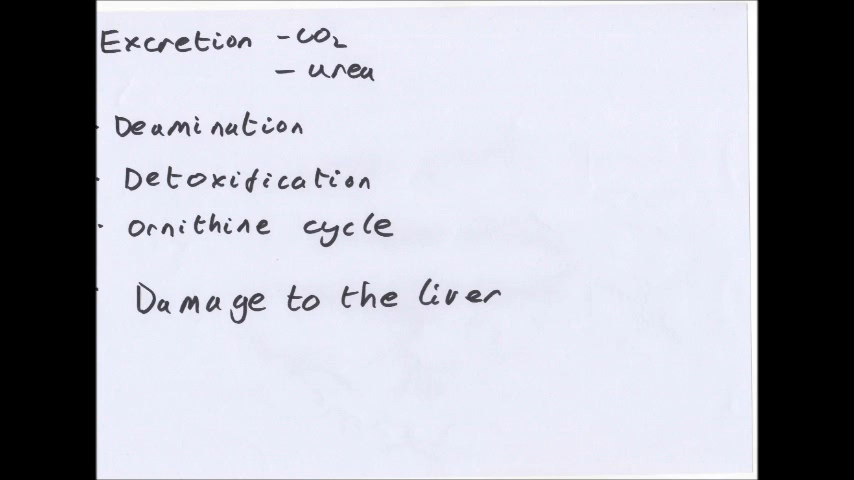 Excretion - CO₂
- urea
· Deamination
· Detoxification
· Ornithine cycle
· Damage to the liver